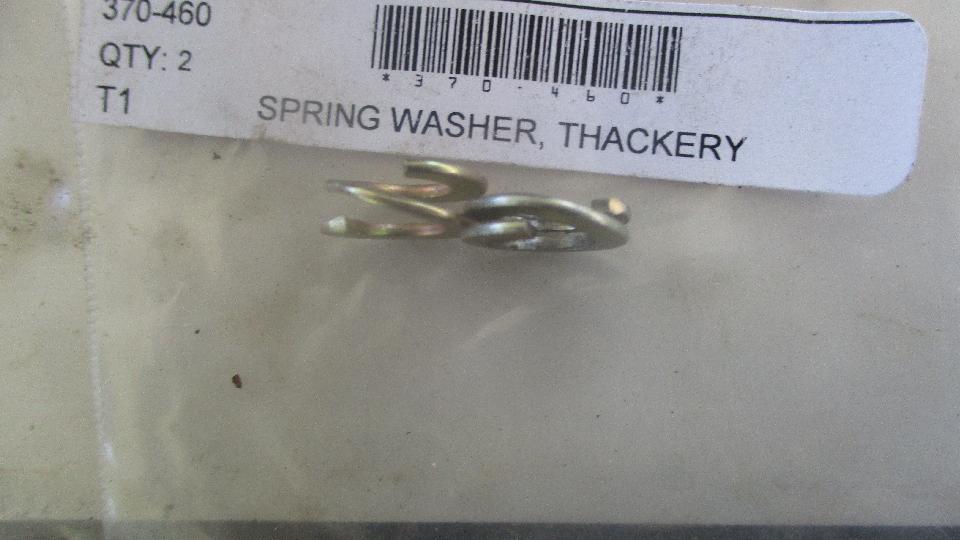 370-460
QTY: 2
*370-460*
T1
SPRING WASHER, THACKERY